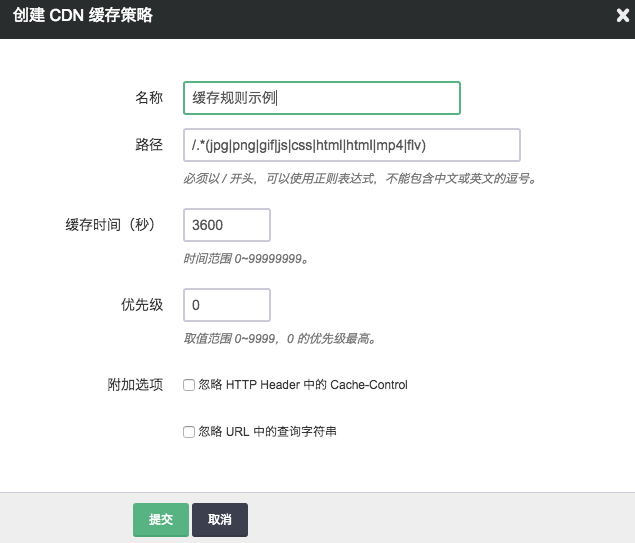 创建 CDN 缓存策略
名称 缓存规则示例
路径 /.*(jpg|png|gif|js|css|html|html|mp4|flv)
必须以 / 开头，可以使用正则表达式，不能包含中文或英文的逗号。
缓存时间（秒） 3600
时间范围 0~99999999。
优先级 0
取值范围 0~9999，0 的优先级最高。
附加选项 忽略 HTTP Header 中的 Cache-Control
忽略 URL 中的查询字符串
提交 取消